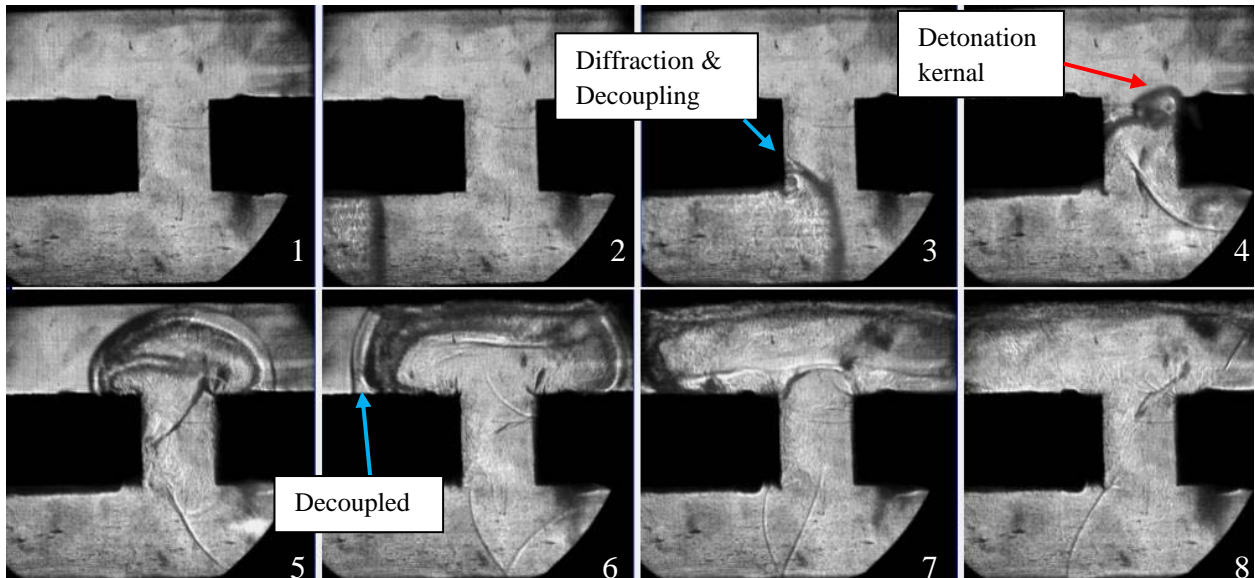 Diffraction &
Decoupling
Detonation
kernal
1
2
3
4
Decoupled
5
6
7
8